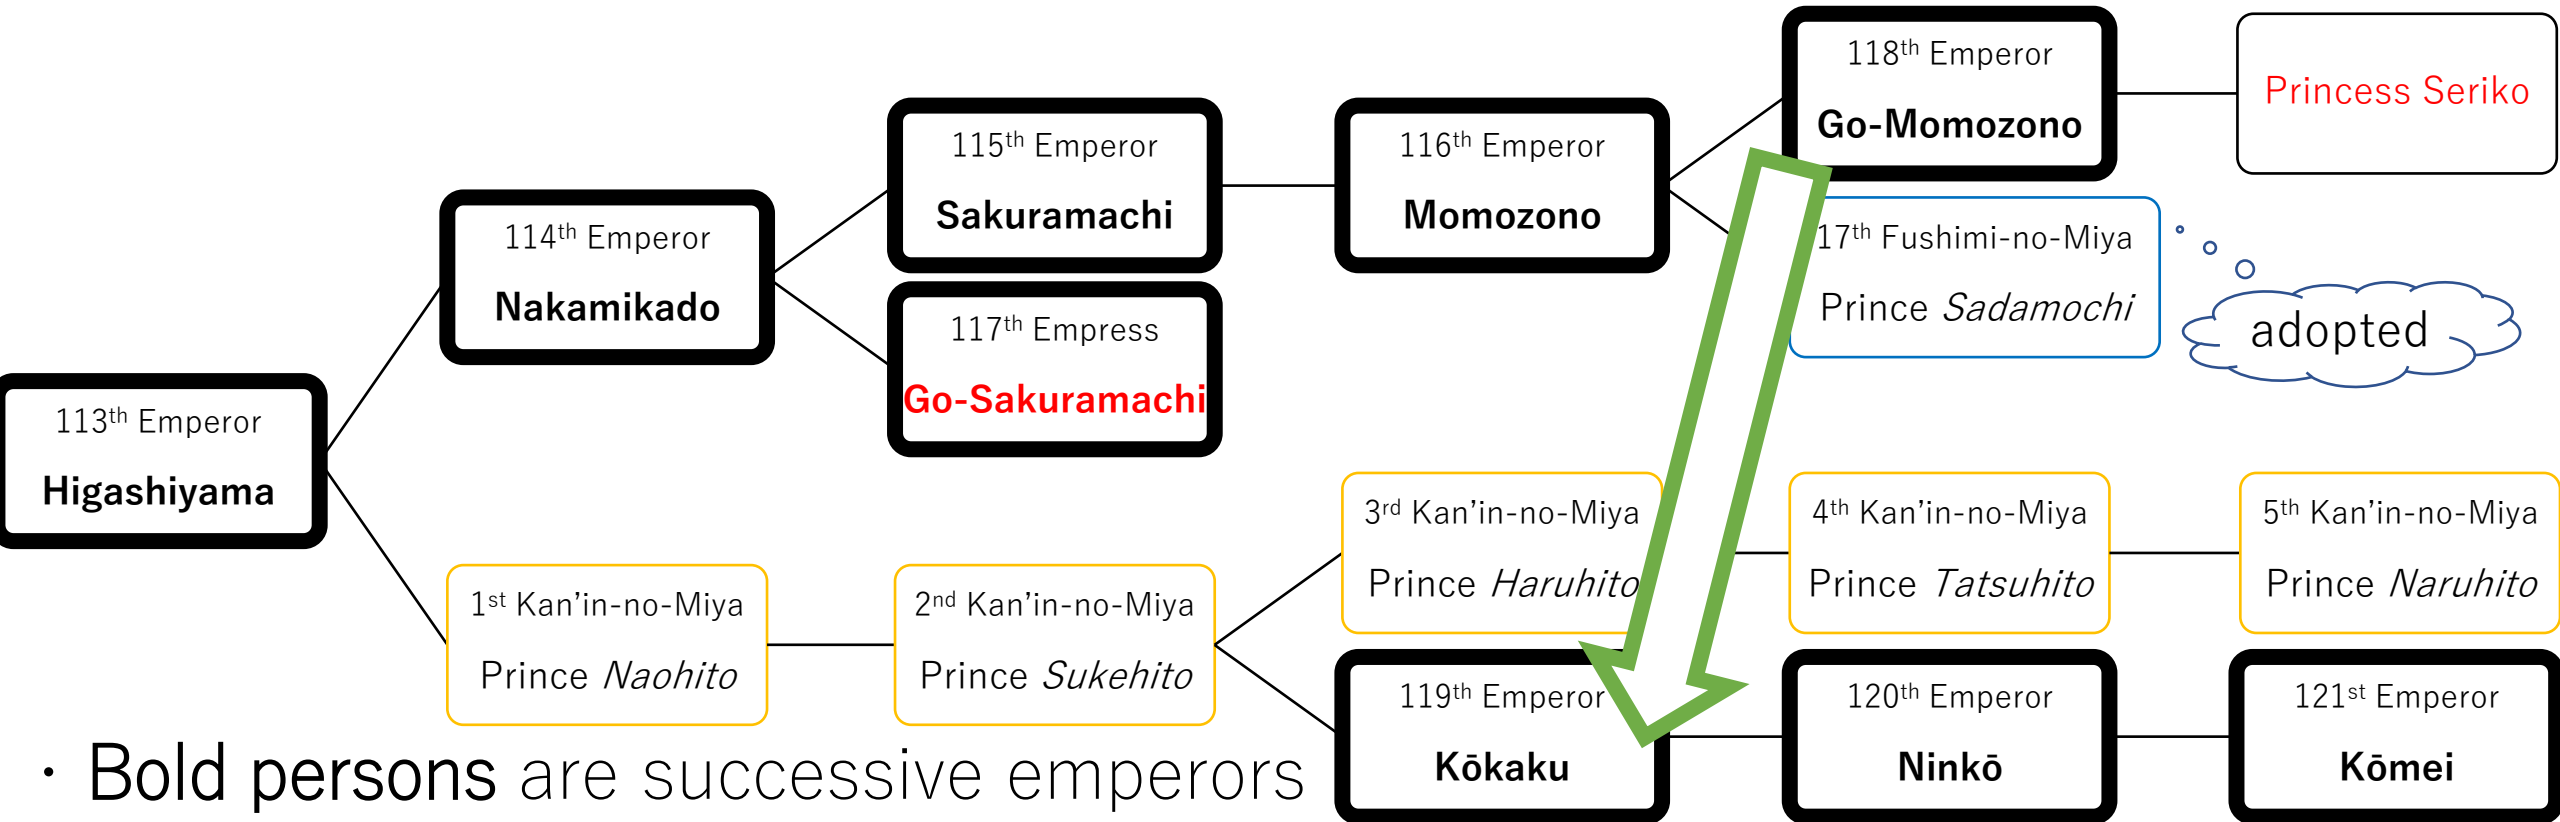 113th Emperor
Higashiyama
114th Emperor
Nakamikado
115th Emperor
Sakuramachi
117th Empress
Go-Sakuramachi
116th Emperor
Momozono
118th Emperor
Go-Momozono
Princess Seriko
17th Fushimi-no-Miya
Prince Sadamochi
adopted
1st Kan’in-no-Miya
Prince Naohito
2nd Kan’in-no-Miya
Prince Sukehito
3rd Kan’in-no-Miya
Prince Haruhito
4th Kan’in-no-Miya
Prince Tatsuhito
5th Kan’in-no-Miya
Prince Naruhito
119th Emperor
Kōkaku
120th Emperor
Ninkō
121st Emperor
Kōmei
・Bold persons are successive emperors